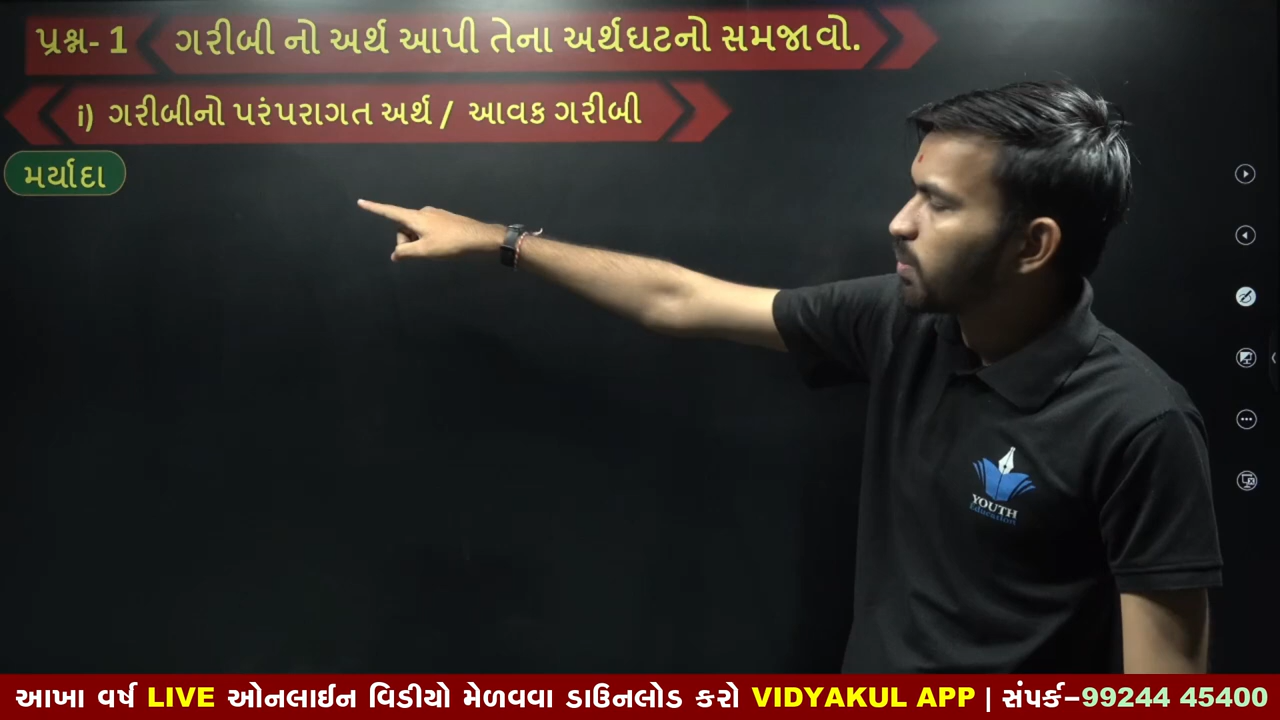 પ્રશ્ન- 1 ગરીબી નો અર્થ આપી તેના અર્થઘટનો સમજાવો.
i) ગરીબીનો પરંપરાગત અર્થ / આવક ગરીબી
મર્યાદા
YOUTH
Education
આખા વર્ષ LIVE ઓનલાઈન વિડીયો મેળવવા ડાઉનલોડ કરો VIDYAKUL APP | સંપર્ક–99244 45400